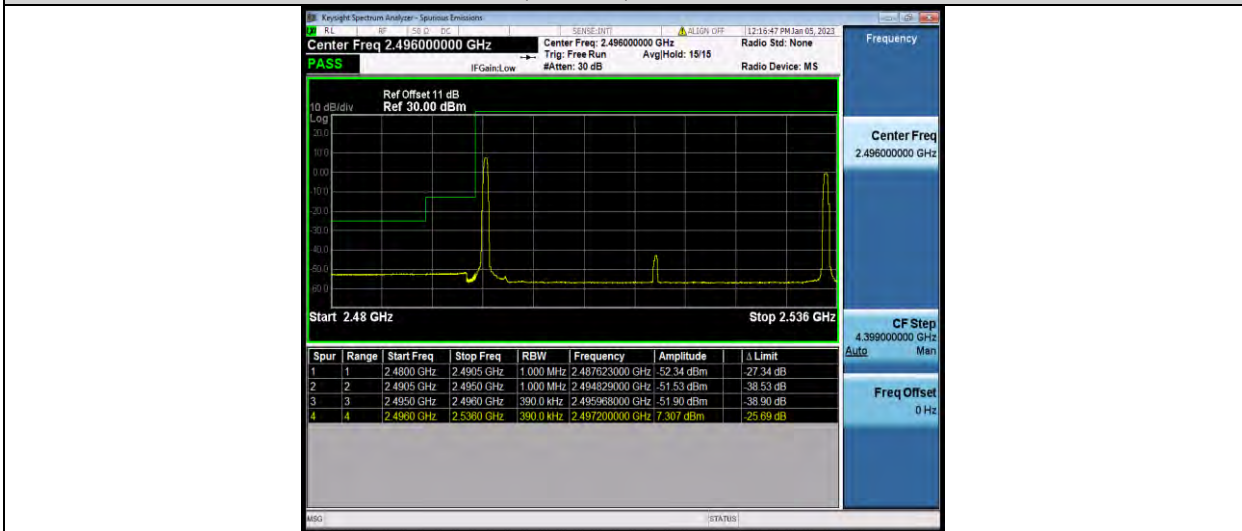 Keysight Spectrum Analyzer - Spurious Emissions
RL RF 50 Ω DC SENSE:INT ALIGN OFF 12:16:47 PM Jan 05, 2023
Center Freq 2.496000000 GHz
Center Freq: 2.496000000 GHz
Radio Std: None
Trig: Free Run Avg|Hold: 15/15
PASS
IFGain:Low
#Atten: 30 dB
Radio Device: MS
Ref Offset 11 dB
10 dB/div Ref 30.00 dBm
Log
20.0
10.0
0.00
-10.0
-20.0
-30.0
-40.0
-50.0
-60.0
Start 2.48 GHz Stop 2.536 GHz
Spur Range Start Freq Stop Freq RBW Frequency Amplitude Δ Limit
1 1 2.4800 GHz 2.4905 GHz 1.000 MHz 2.487623000 GHz -52.34 dBm -27.34 dB
2 2 2.4905 GHz 2.4950 GHz 1.000 MHz 2.494829000 GHz -51.53 dBm -38.53 dB
3 3 2.4950 GHz 2.4960 GHz 390.0 kHz 2.495968000 GHz -51.90 dBm -38.90 dB
4 4 2.4960 GHz 2.5360 GHz 390.0 kHz 2.497200000 GHz 7.307 dBm -25.69 dB
MSG STATUS
Frequency
Center Freq
2.496000000 GHz
CF Step
4.399000000 GHz
Auto Man
Freq Offset
0 Hz